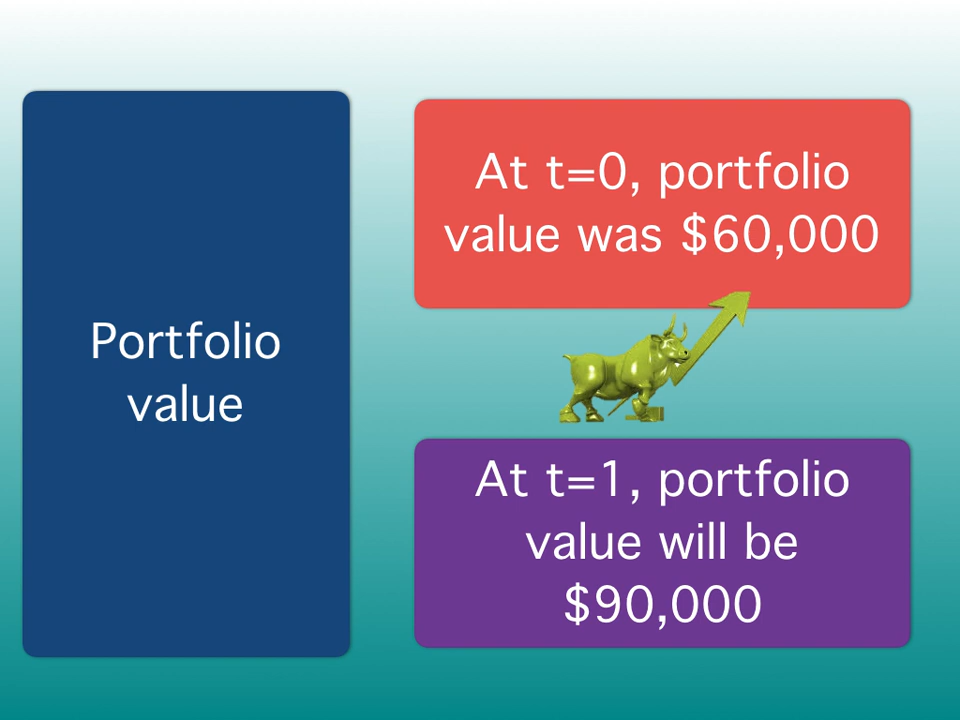 Portfolio
value
At t=0, portfolio
value was $60,000
At t=1, portfolio
value will be
$90,000